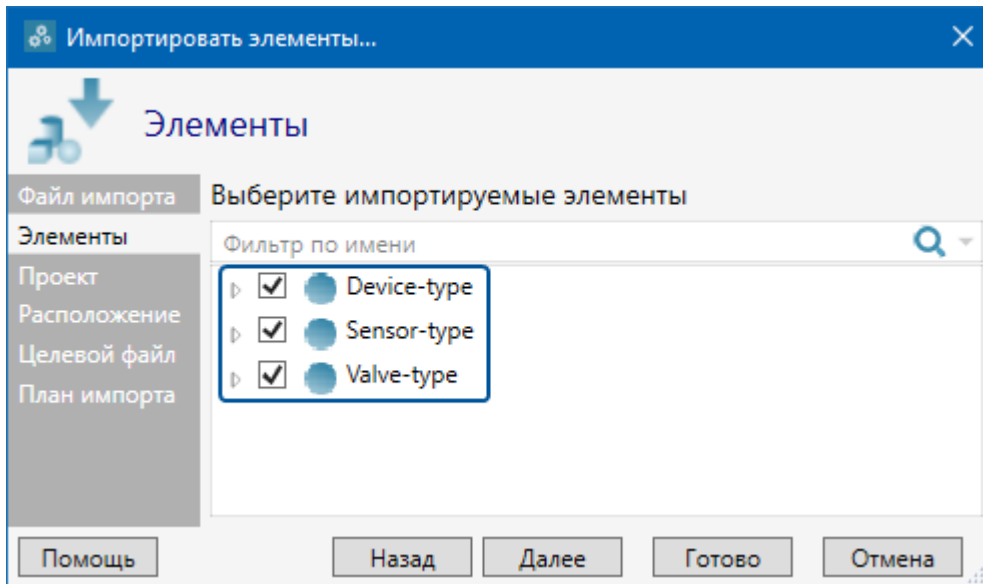 Импортировать элементы...
Элементы
Файл импорта
Элементы
Проект
Расположение
Целевой файл
План импорта
Выберите импортируемые элементы
Фильтр по имени
Device-type
Sensor-type
Valve-type
Помощь Назад Далее Готово Отмена